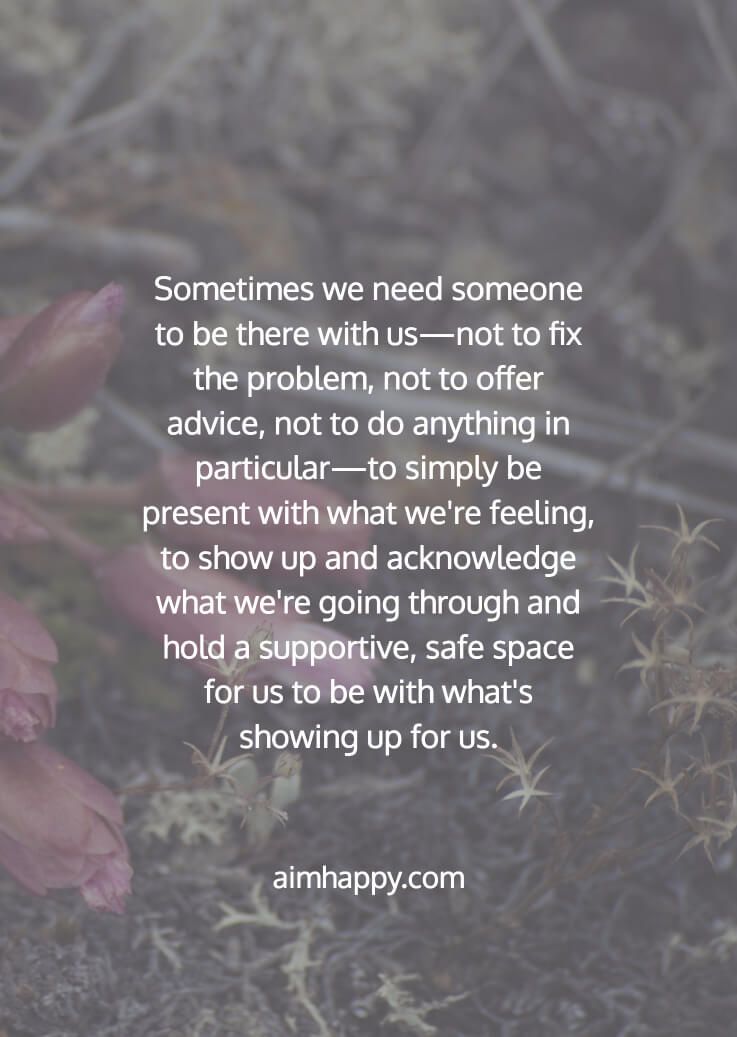 Sometimes we need someone
to be there with us—not to fix
the problem, not to offer
advice, not to do anything in
particular—to simply be
present with what we're feeling,
to show up and acknowledge
what we're going through and
hold a supportive, safe space
for us to be with what's
showing up for us.
aimhappy.com